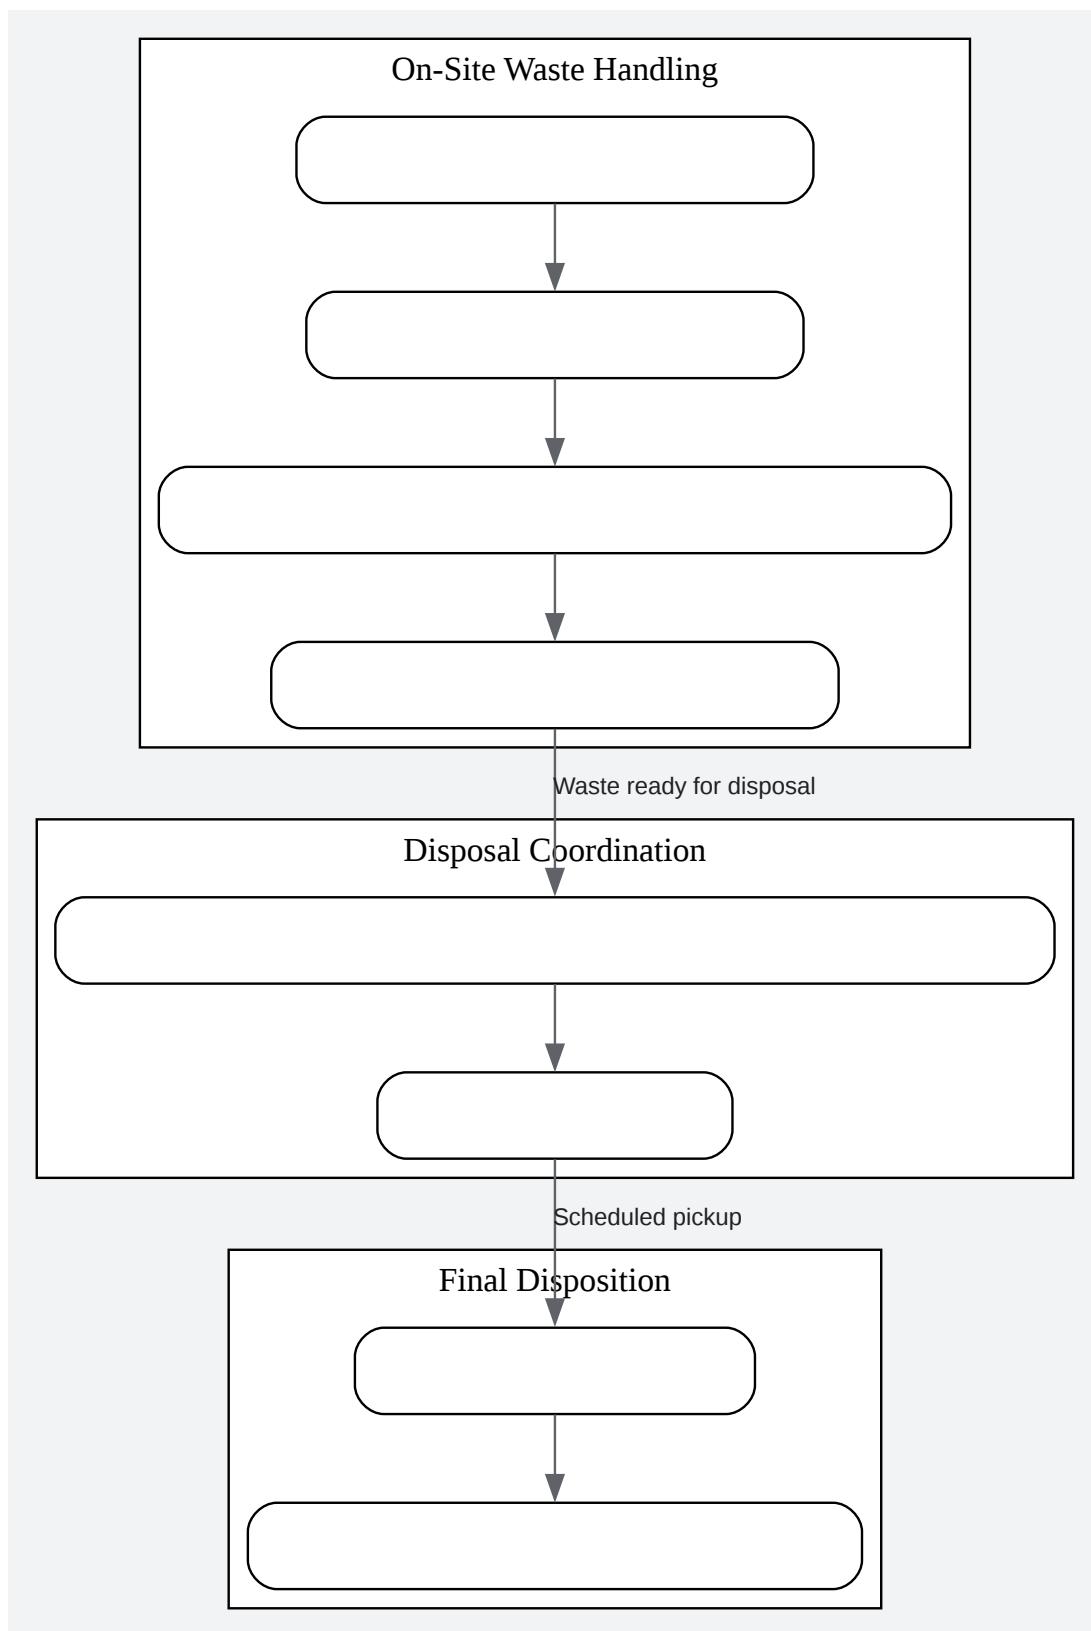 On-Site Waste Handling
Waste ready for disposal
Disposal Coordination
Scheduled pickup
Final Disposition